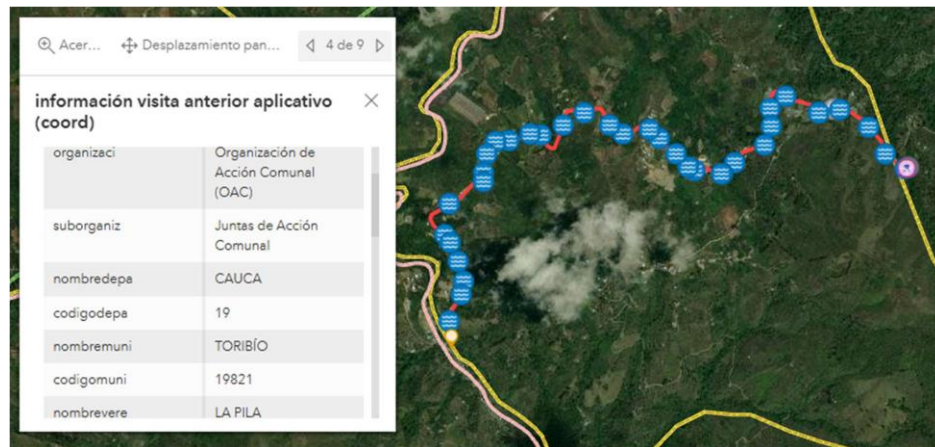 Acer...
Desplazamiento pan...
4 de 9
información visita anterior aplicativo
(coord)
organizaci
Organización de
Acción Comunal
(OAC)
suborganiz
Juntas de Acción
Comunal
nombredepa
CAUCA
codigodepa
19
nombremuni
TORIBÍO
codigomuni
19821
nombrevere
LA PILA